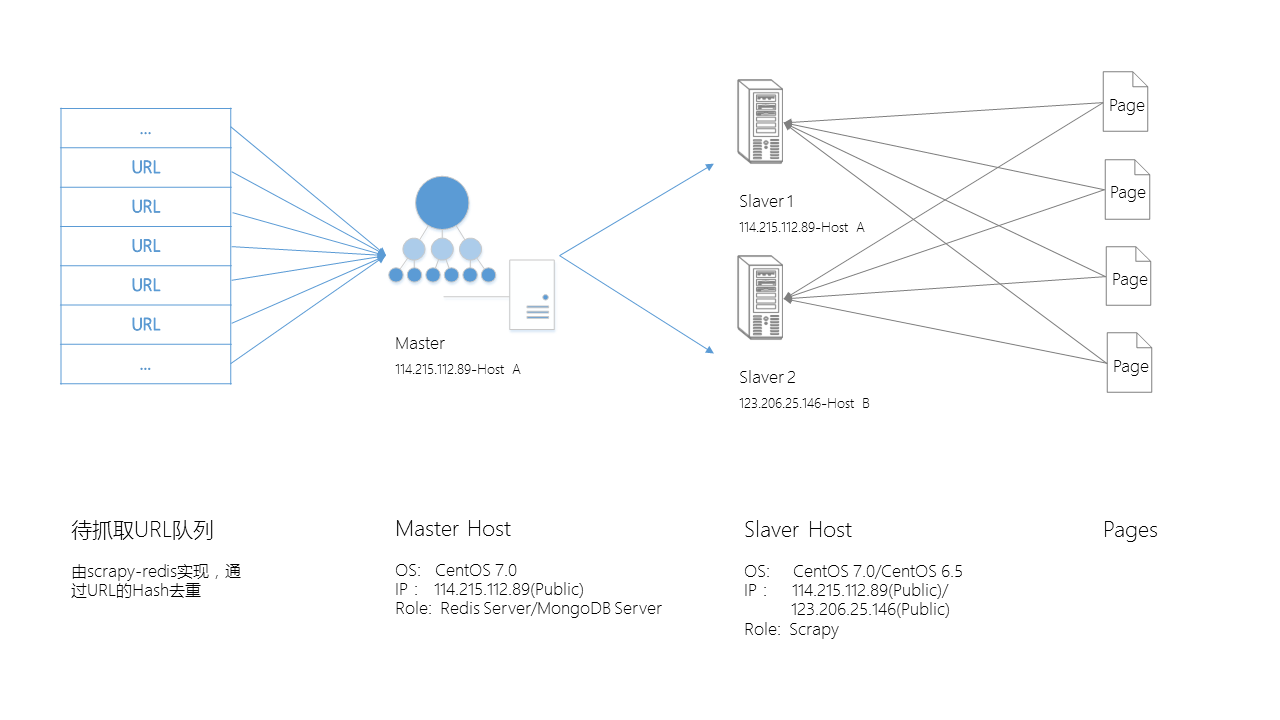 ...
URL
URL
URL
URL
URL
...
Master
114.215.112.89-Host A
Slaver 1
114.215.112.89-Host A
Slaver 2
123.206.25.146-Host B
Page
Page
Page
Page
待抓取URL队列
由scrapy-redis实现，通
过URL的Hash去重
Master Host
OS: CentOS 7.0
IP： 114.215.112.89(Public)
Role: Redis Server/MongoDB Server
Slaver Host
OS: CentOS 7.0/CentOS 6.5
IP： 114.215.112.89(Public)/
123.206.25.146(Public)
Role: Scrapy
Pages